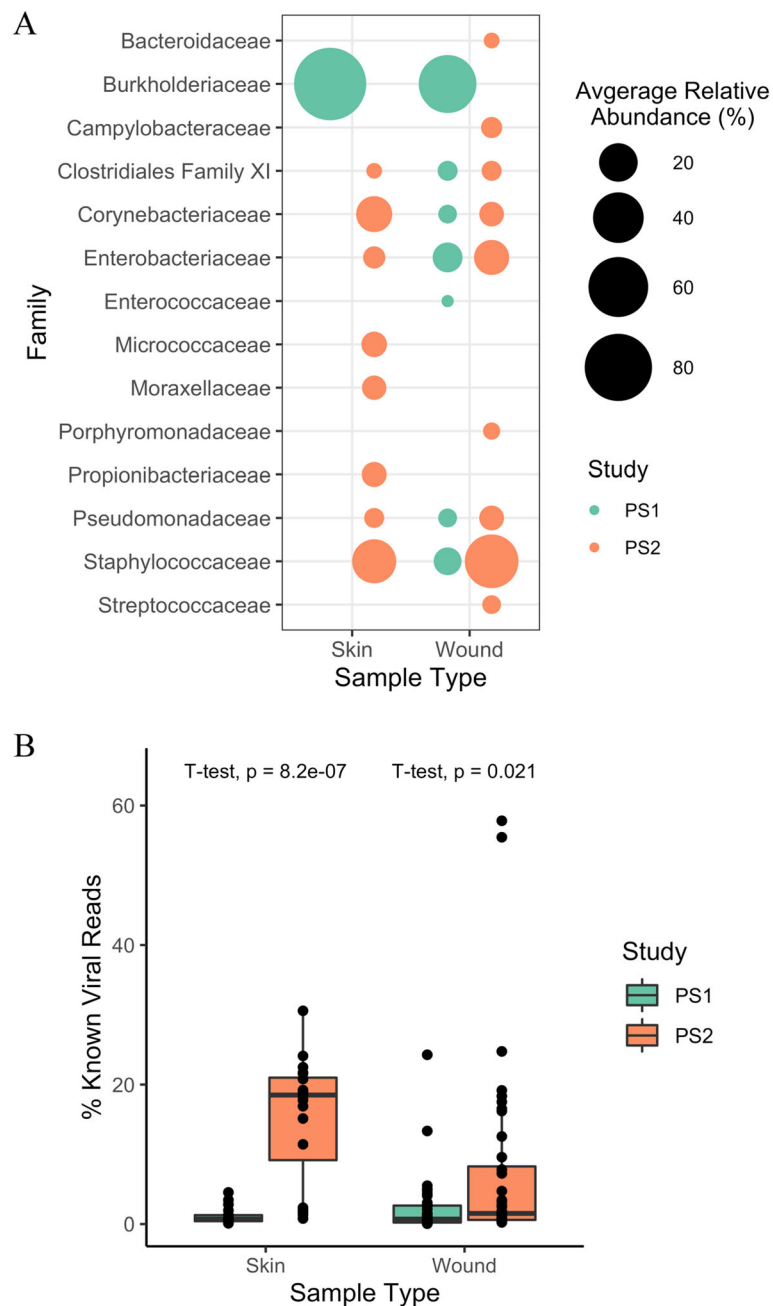 A
Bacteroidaceae
Burkholderiaceae
Campylobacteraceae
Clostridiales Family XI
Corynebacteriaceae
Enterobacteriaceae
Enterococcaceae
Micrococcaceae
Moraxellaceae
Porphyromonadaceae
Propionibacteriaceae
Pseudomonadaceae
Staphylococcaceae
Streptococcaceae
Family
Skin
Wound
Sample Type
Avgerage Relative
Abundance (%)
20
40
60
80
Study
PS1
PS2
B
T-test, p = 8.2e-07
T-test, p = 0.021
60
40
20
0
% Known Viral Reads
Skin
Wound
Sample Type
Study
PS1
PS2